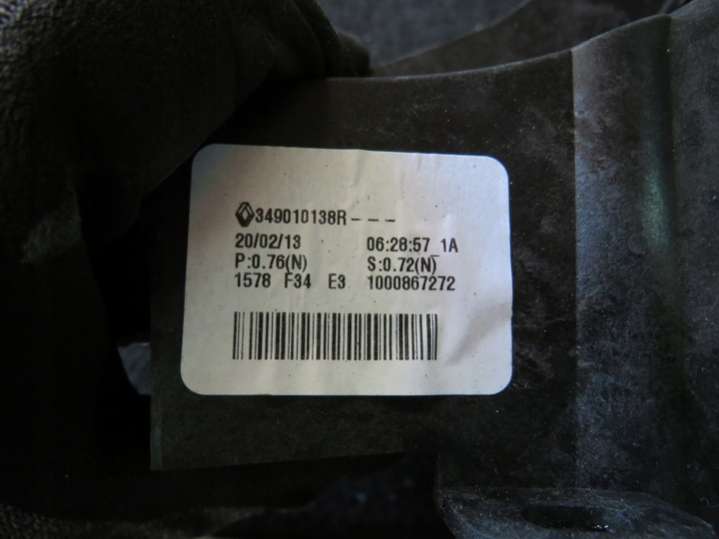 349010138R---
20/02/13 06:28:57 1A
P:0.76(N) S:0.72(N)
1578 F34 E3 1000867272